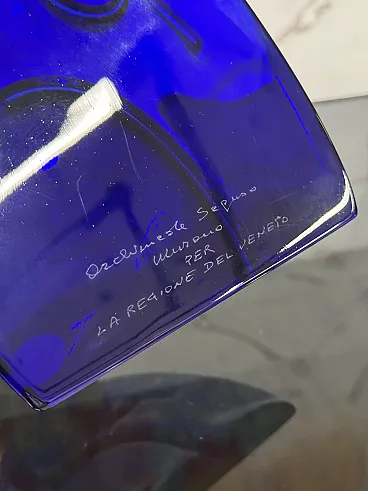 Archimede Seguso
Murano
PER
LA REGIONE DEL VENETO